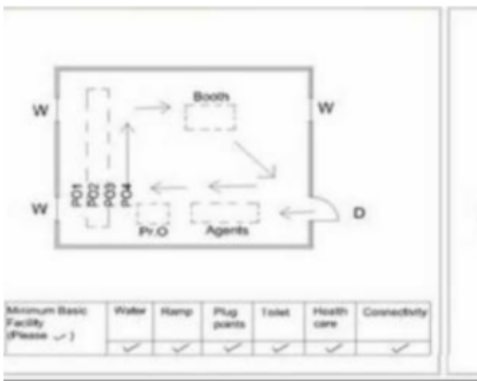 Booth
W
W
PO1
PO2
PO3
PO4
W
D
Pr.O
Agents
Minimum Basic Facility (Please ✓)
Water
Ramp
Plug points
Toilet
Health care
Connectivity
✓ ✓ ✓ ✓ ✓ ✓